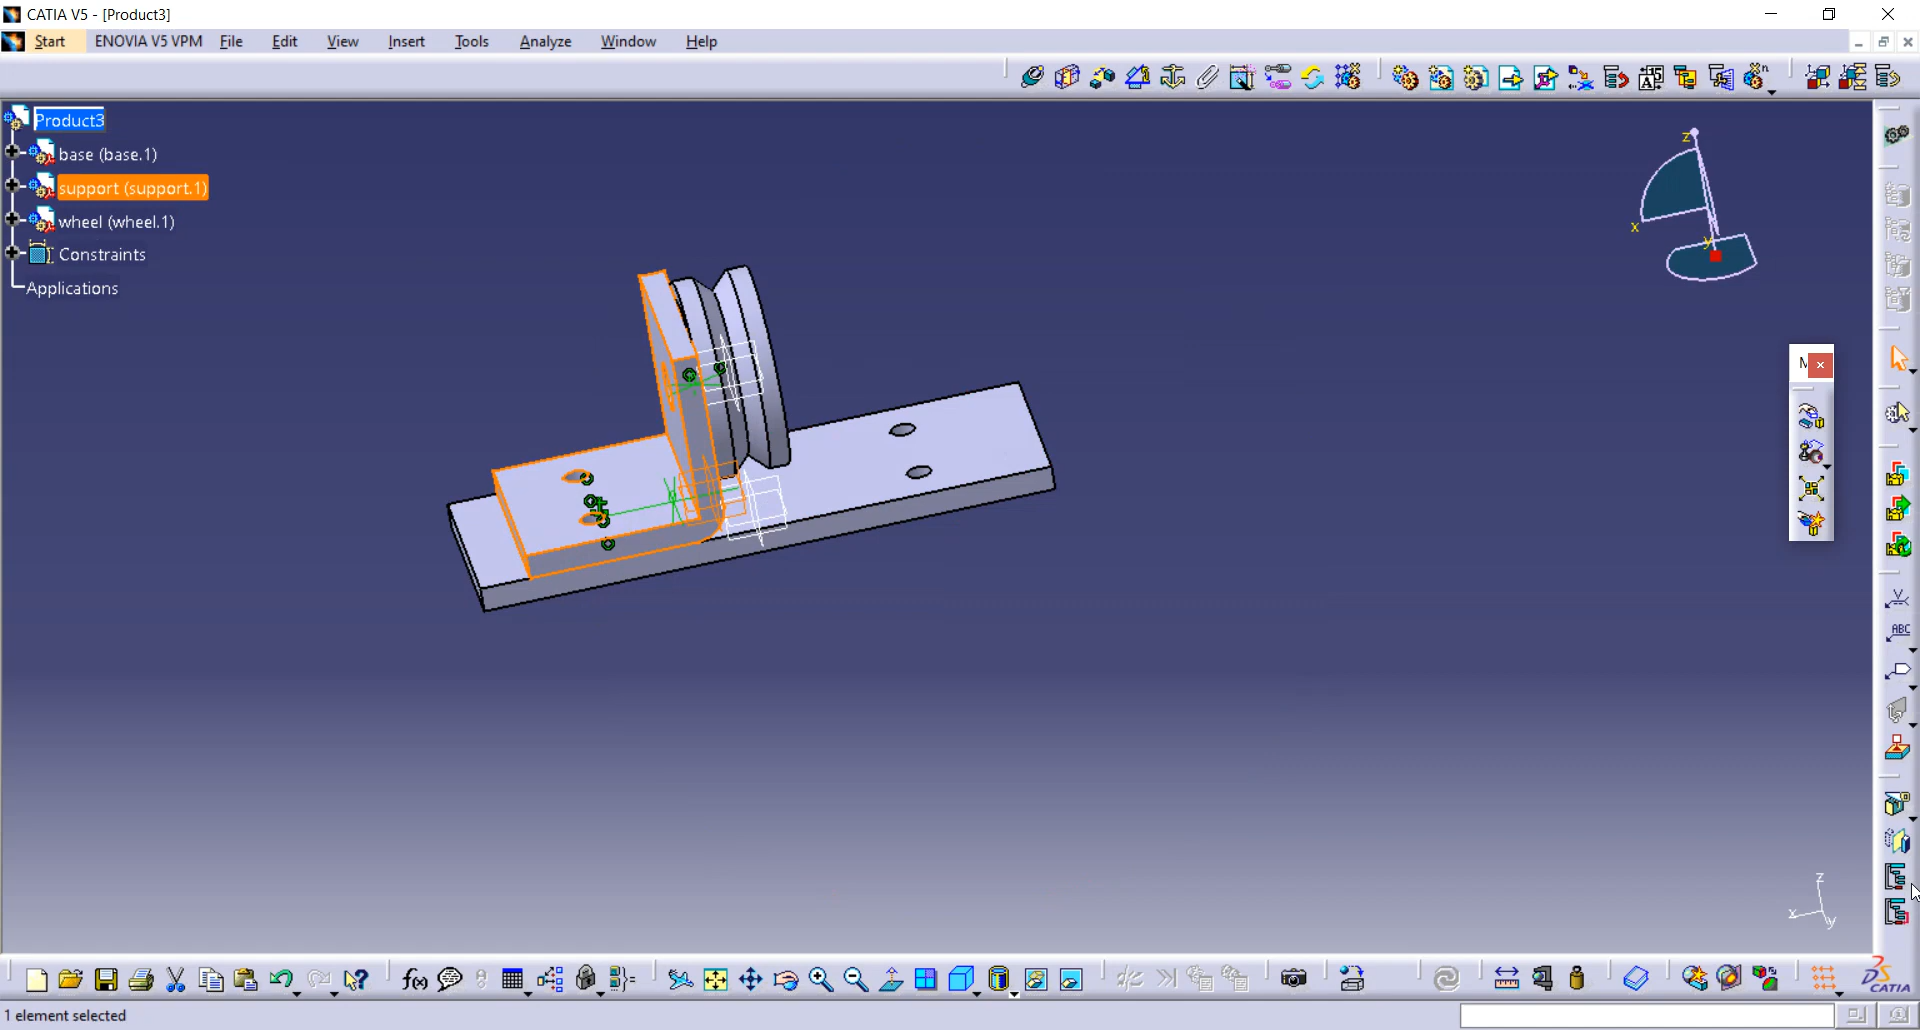 CATIA V5 - [Product3]
Start ENOVIA V5 VPM File Edit View Insert Tools Analyze Window Help
Product3
base (base.1)
support (support.1)
wheel (wheel.1)
Constraints
Applications
z
x
y
M
ABC
z
x
y
f(x)
CATIA
1 element selected